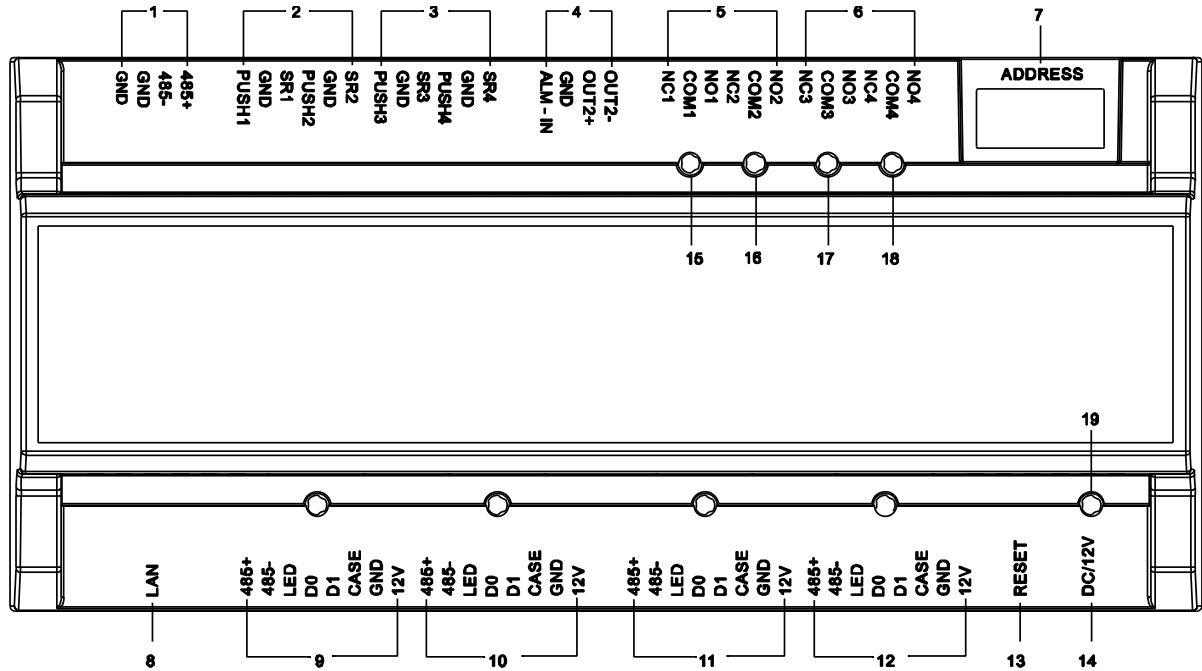 1 2 3 4 5 6 7
GND
GND
485-
485+
PUSH1
GND
SR1
PUSH2
GND
SR2
PUSH3
GND
SR3
PUSH4
GND
SR4
ALM - IN
GND
OUT2+
OUT2-
NC1
COM1
NO1
NC2
COM2
NO2
NC3
COM3
NO3
NC4
COM4
NO4
ADDRESS
15 16 17 18
19
LAN
485+
485-
LED
D0
D1
CASE
GND
12V
485+
485-
LED
D0
D1
CASE
GND
12V
485+
485-
LED
D0
D1
CASE
GND
12V
485+
485-
LED
D0
D1
CASE
GND
12V
RESET
DC/12V
8 9 10 11 12 13 14